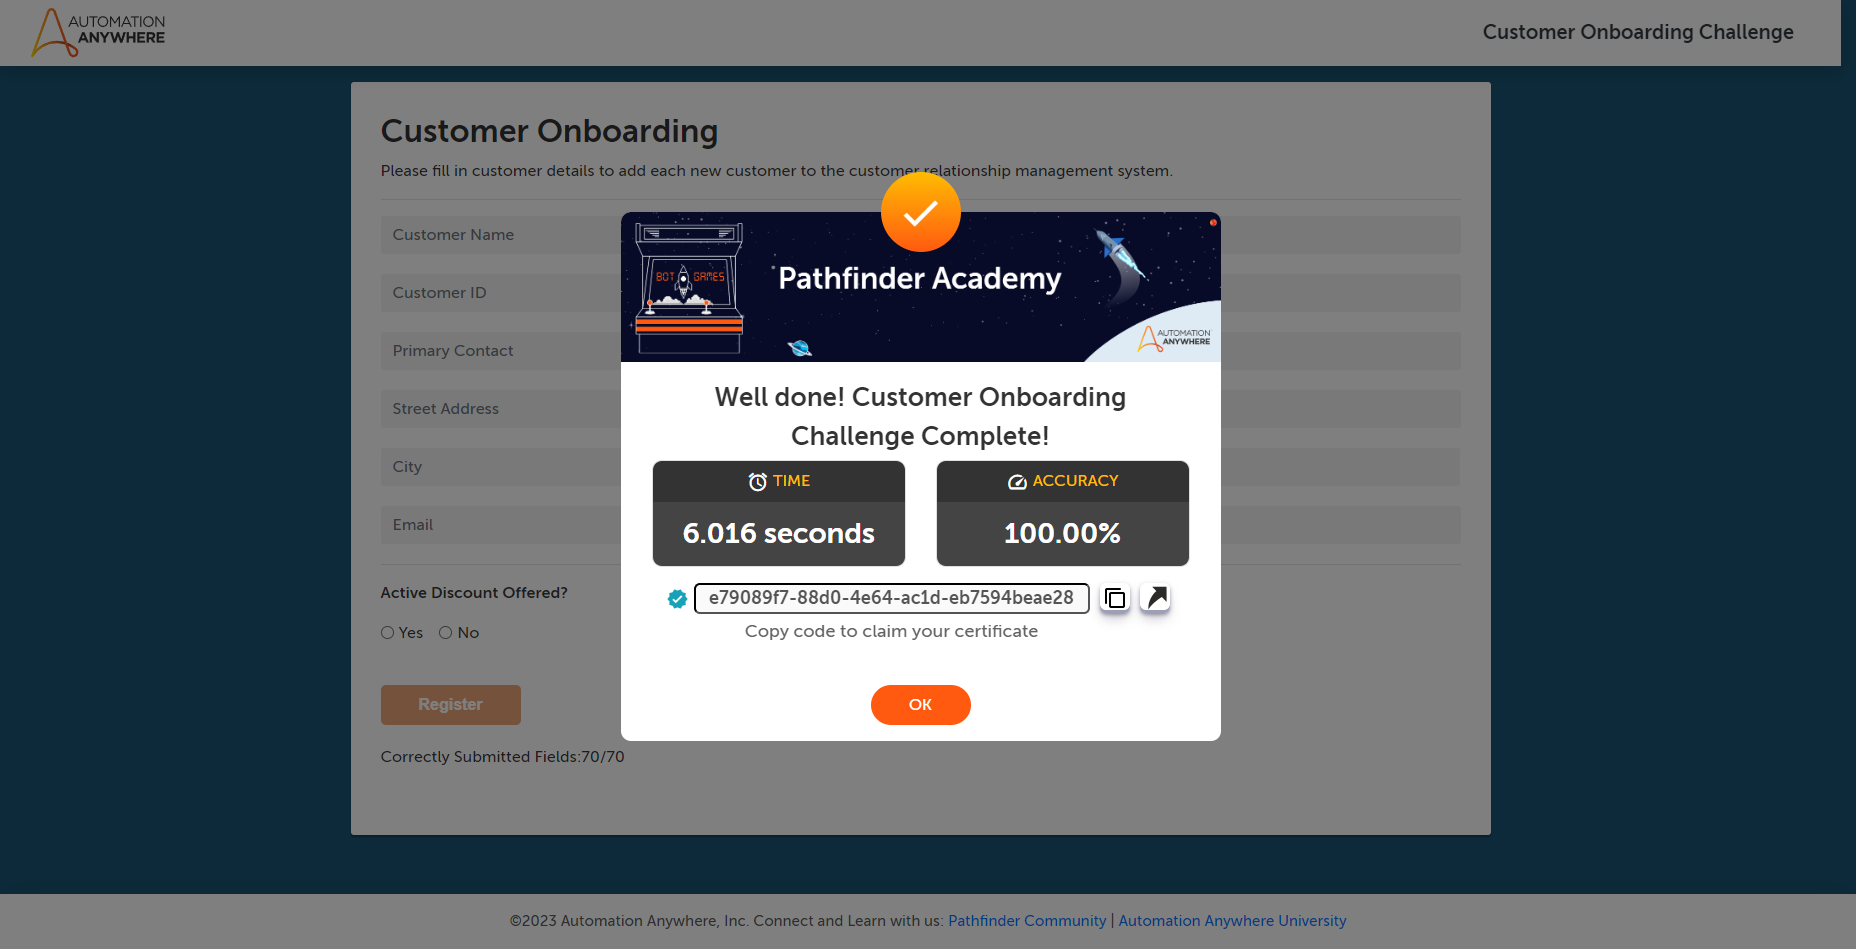 AUTOMATION
ANYWHERE
Customer Onboarding Challenge
Customer Onboarding
Please fill in customer details to add each new customer to the customer relationship management system.
Customer Name
Customer ID
Primary Contact
Street Address
City
Email
Active Discount Offered?
Yes
No
Register
Correctly Submitted Fields:70/70
BOT GAMES
Pathfinder Academy
AUTOMATION
ANYWHERE
Well done! Customer Onboarding
Challenge Complete!
TIME
6.016 seconds
ACCURACY
100.00%
e79089f7-88d0-4e64-ac1d-eb7594beae28
Copy code to claim your certificate
OK
©2023 Automation Anywhere, Inc. Connect and Learn with us: Pathfinder Community | Automation Anywhere University